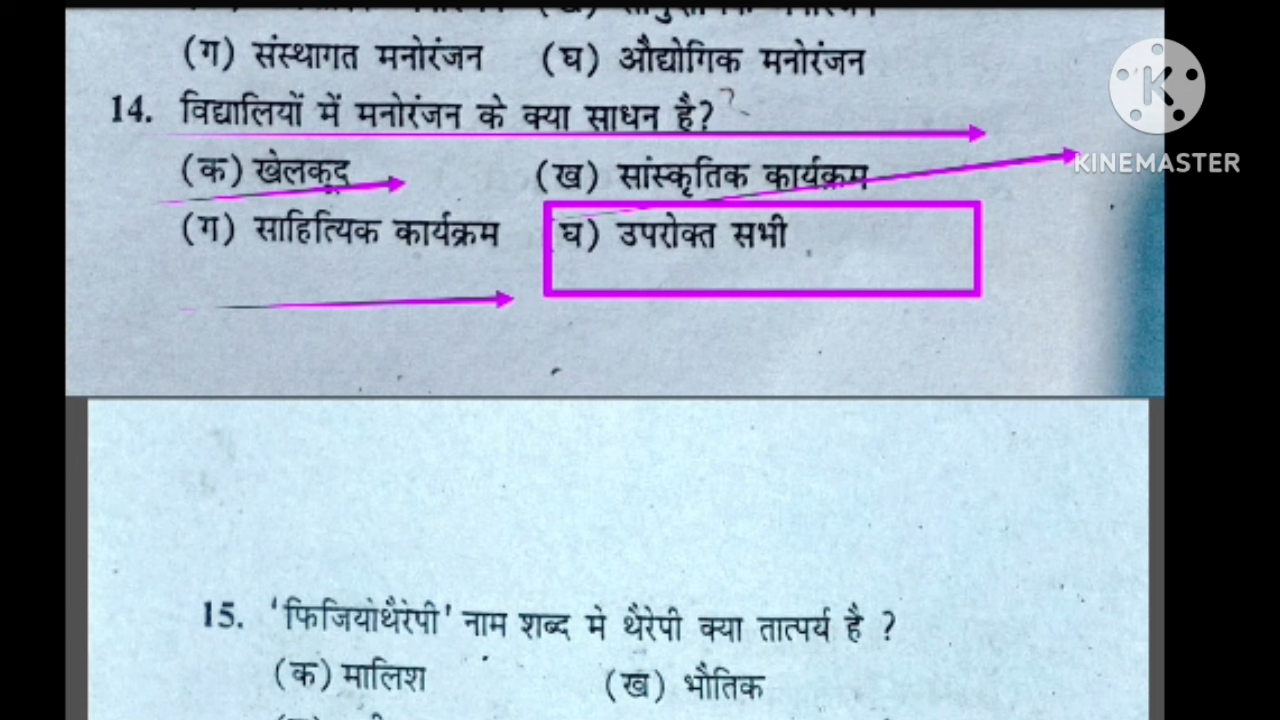 (ग) संस्थागत मनोरंजन (घ) औद्योगिक मनोरंजन
14. विद्यालियों में मनोरंजन के क्या साधन है?
(क) खेलकूद (ख) सांस्कृतिक कार्यक्रम
(ग) साहित्यिक कार्यक्रम घ) उपरोक्त सभी
K
KINEMASTER
15. 'फिजियोथैरेपी' नाम शब्द मे थैरेपी क्या तात्पर्य है ?
(क) मालिश (ख) भौतिक